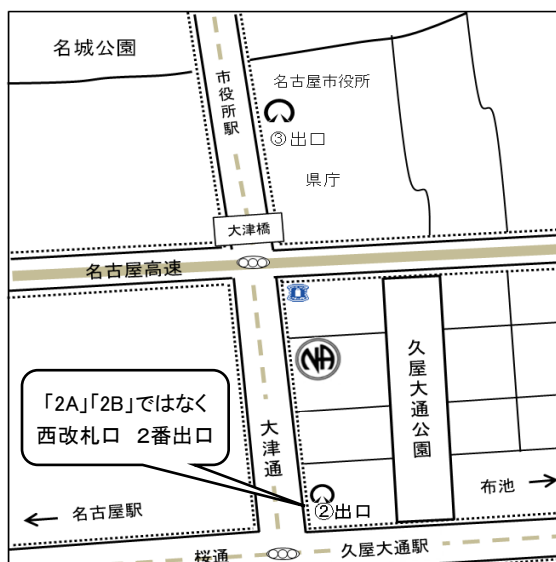 名城公園
市役所駅
名古屋市役所
③出口
県庁
大津橋
名古屋高速
NA
久屋大通公園
「2A」「2B」ではなく
西改札口 2番出口
大津通
②出口
布池
名古屋駅
桜通
久屋大通駅